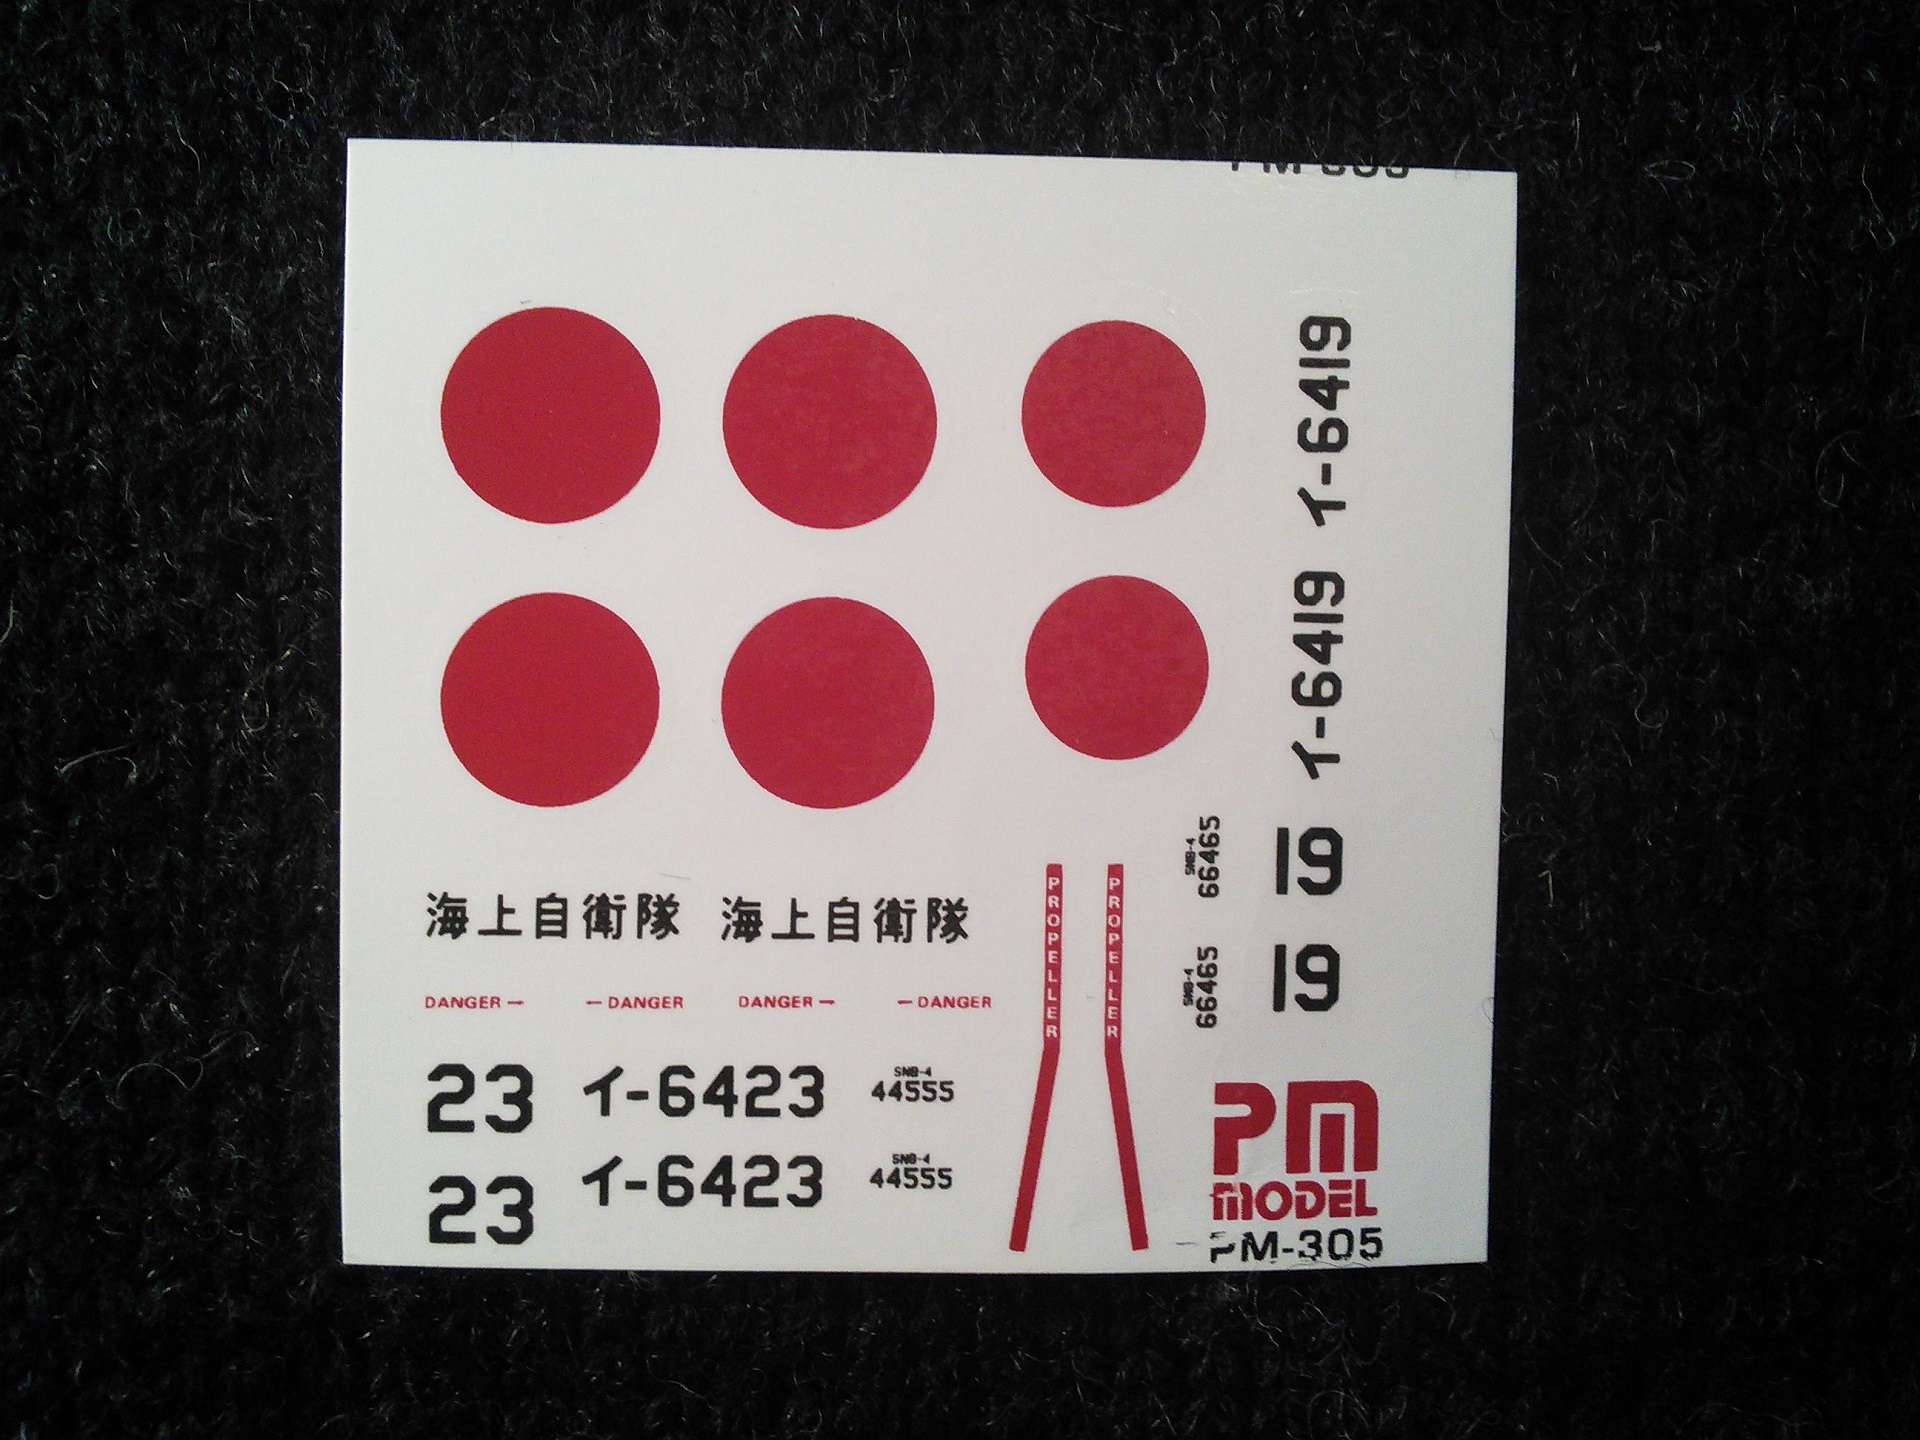 イ-6419
イ-6419
19
19
SNB-4
66465
SNB-4
66465
海上自衛隊 海上自衛隊
DANGER→ ←DANGER DANGER→ ←DANGER
PROPELLER
PROPELLER
23 イ-6423
SNB-4
44555
23 イ-6423
SNB-4
44555
PM
MODEL
PM-305